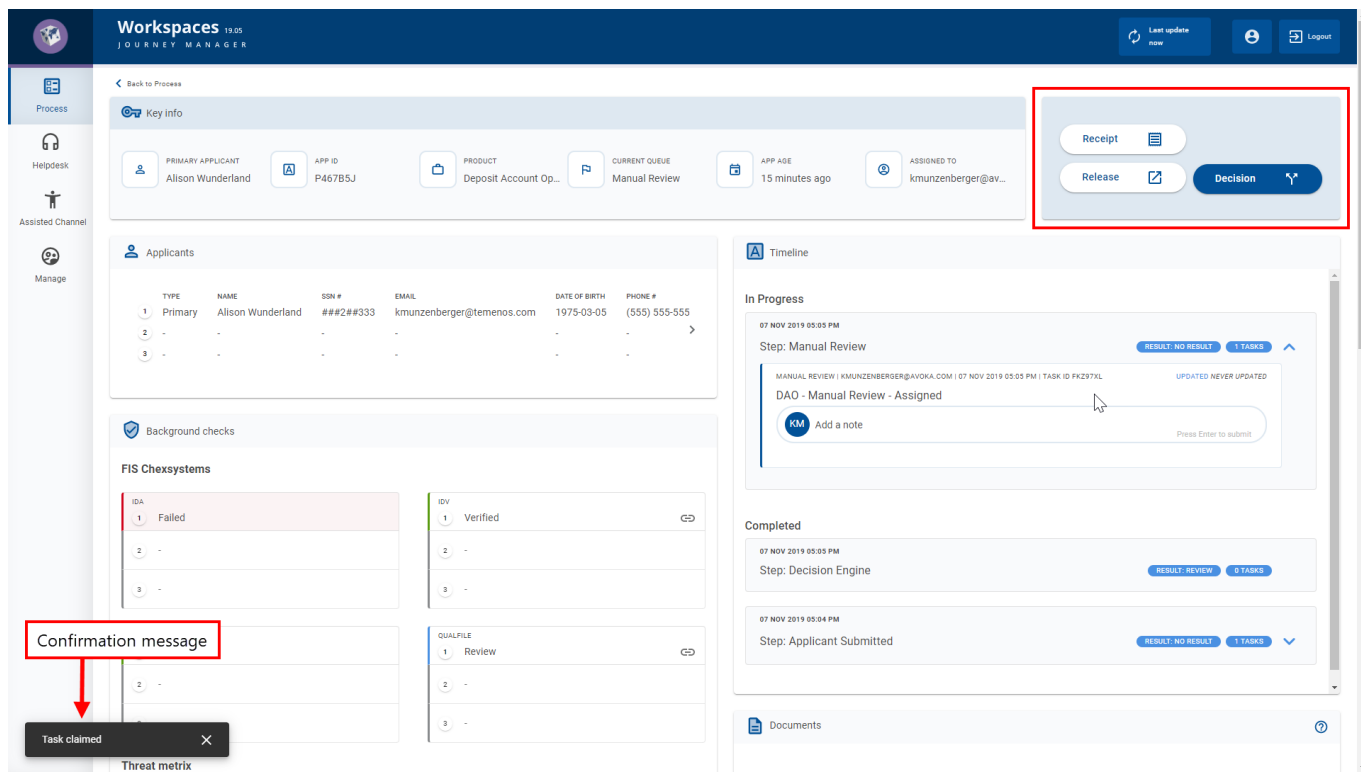 Workspaces 19.05
JOURNEY MANAGER
Last update
now
Logout
Process
Helpdesk
Assisted Channel
Manage
Back to Process
Key info
PRIMARY APPLICANT
Alison Wunderland
APP ID
P467B5J
PRODUCT
Deposit Account Op...
CURRENT QUEUE
Manual Review
APP AGE
15 minutes ago
ASSIGNED TO
kmunzenberger@av...
Receipt
Release
Decision
Applicants
TYPE NAME SSN # EMAIL DATE OF BIRTH PHONE #
1 Primary Alison Wunderland ###2##333 kmunzenberger@temenos.com 1975-03-05 (555) 555-555
2 - - - - - -
3 - - - - - -
Background checks
FIS Chexsystems
IDA
1 Failed
2 -
3 -
IDV
1 Verified
2 -
3 -
2 -
QUALFILE
1 Review
2 -
3 -
Threat metrix
Confirmation message
Task claimed
Timeline
In Progress
07 NOV 2019 05:05 PM
Step: Manual Review RESULT: NO RESULT 1 TASKS
MANUAL REVIEW | KMUNZENBERGER@AVOKA.COM | 07 NOV 2019 05:05 PM | TASK ID FKZ97XL UPDATED NEVER UPDATED
DAO - Manual Review - Assigned
KM Add a note
Press Enter to submit
Completed
07 NOV 2019 05:05 PM
Step: Decision Engine RESULT: REVIEW 0 TASKS
07 NOV 2019 05:04 PM
Step: Applicant Submitted RESULT: NO RESULT 1 TASKS
Documents